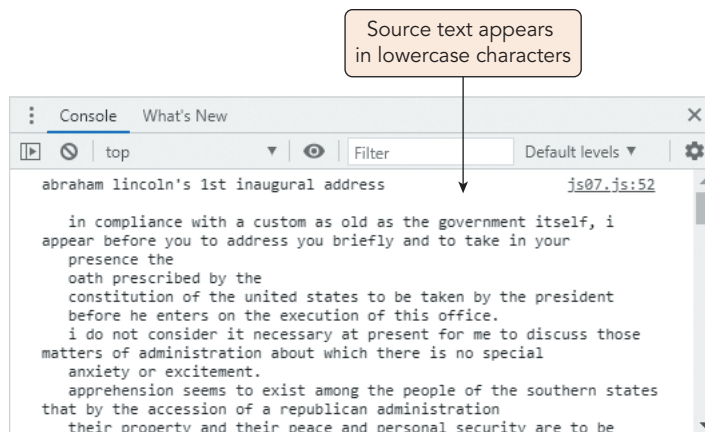 Source text appears
in lowercase characters
Console What's New
top Filter Default levels
abraham lincoln's 1st inaugural address js07.js:52
in compliance with a custom as old as the government itself, i
appear before you to address you briefly and to take in your
presence the
oath prescribed by the
constitution of the united states to be taken by the president
before he enters on the execution of this office.
i do not consider it necessary at present for me to discuss those
matters of administration about which there is no special
anxiety or excitement.
apprehension seems to exist among the people of the southern states
that by the accession of a republican administration
their property and their peace and personal security are to be